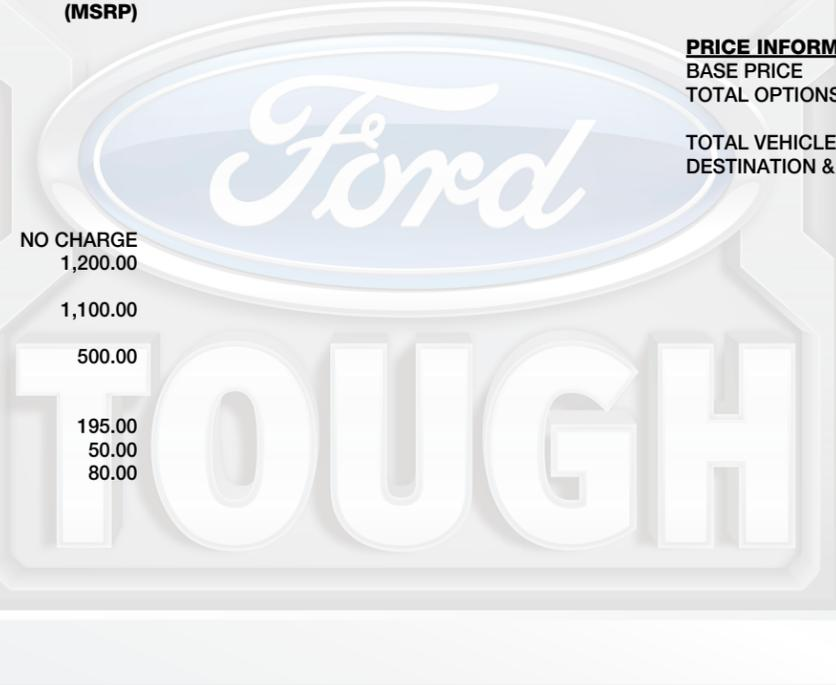 (MSRP)
PRICE INFORM
BASE PRICE
TOTAL OPTIONS
TOTAL VEHICLE
DESTINATION &
Ford
NO CHARGE
1,200.00
1,100.00
500.00
195.00
50.00
80.00
TOUGH